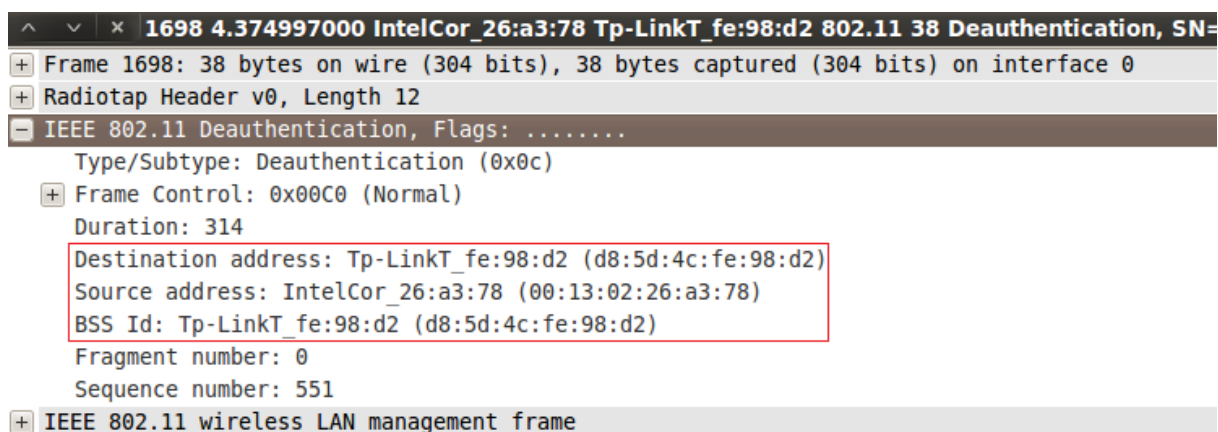 1698 4.374997000 IntelCor_26:a3:78 Tp-LinkT_fe:98:d2 802.11 38 Deauthentication, SN=
Frame 1698: 38 bytes on wire (304 bits), 38 bytes captured (304 bits) on interface 0
Radiotap Header v0, Length 12
IEEE 802.11 Deauthentication, Flags: ........
Type/Subtype: Deauthentication (0x0c)
Frame Control: 0x00C0 (Normal)
Duration: 314
Destination address: Tp-LinkT_fe:98:d2 (d8:5d:4c:fe:98:d2)
Source address: IntelCor_26:a3:78 (00:13:02:26:a3:78)
BSS Id: Tp-LinkT_fe:98:d2 (d8:5d:4c:fe:98:d2)
Fragment number: 0
Sequence number: 551
IEEE 802.11 wireless LAN management frame